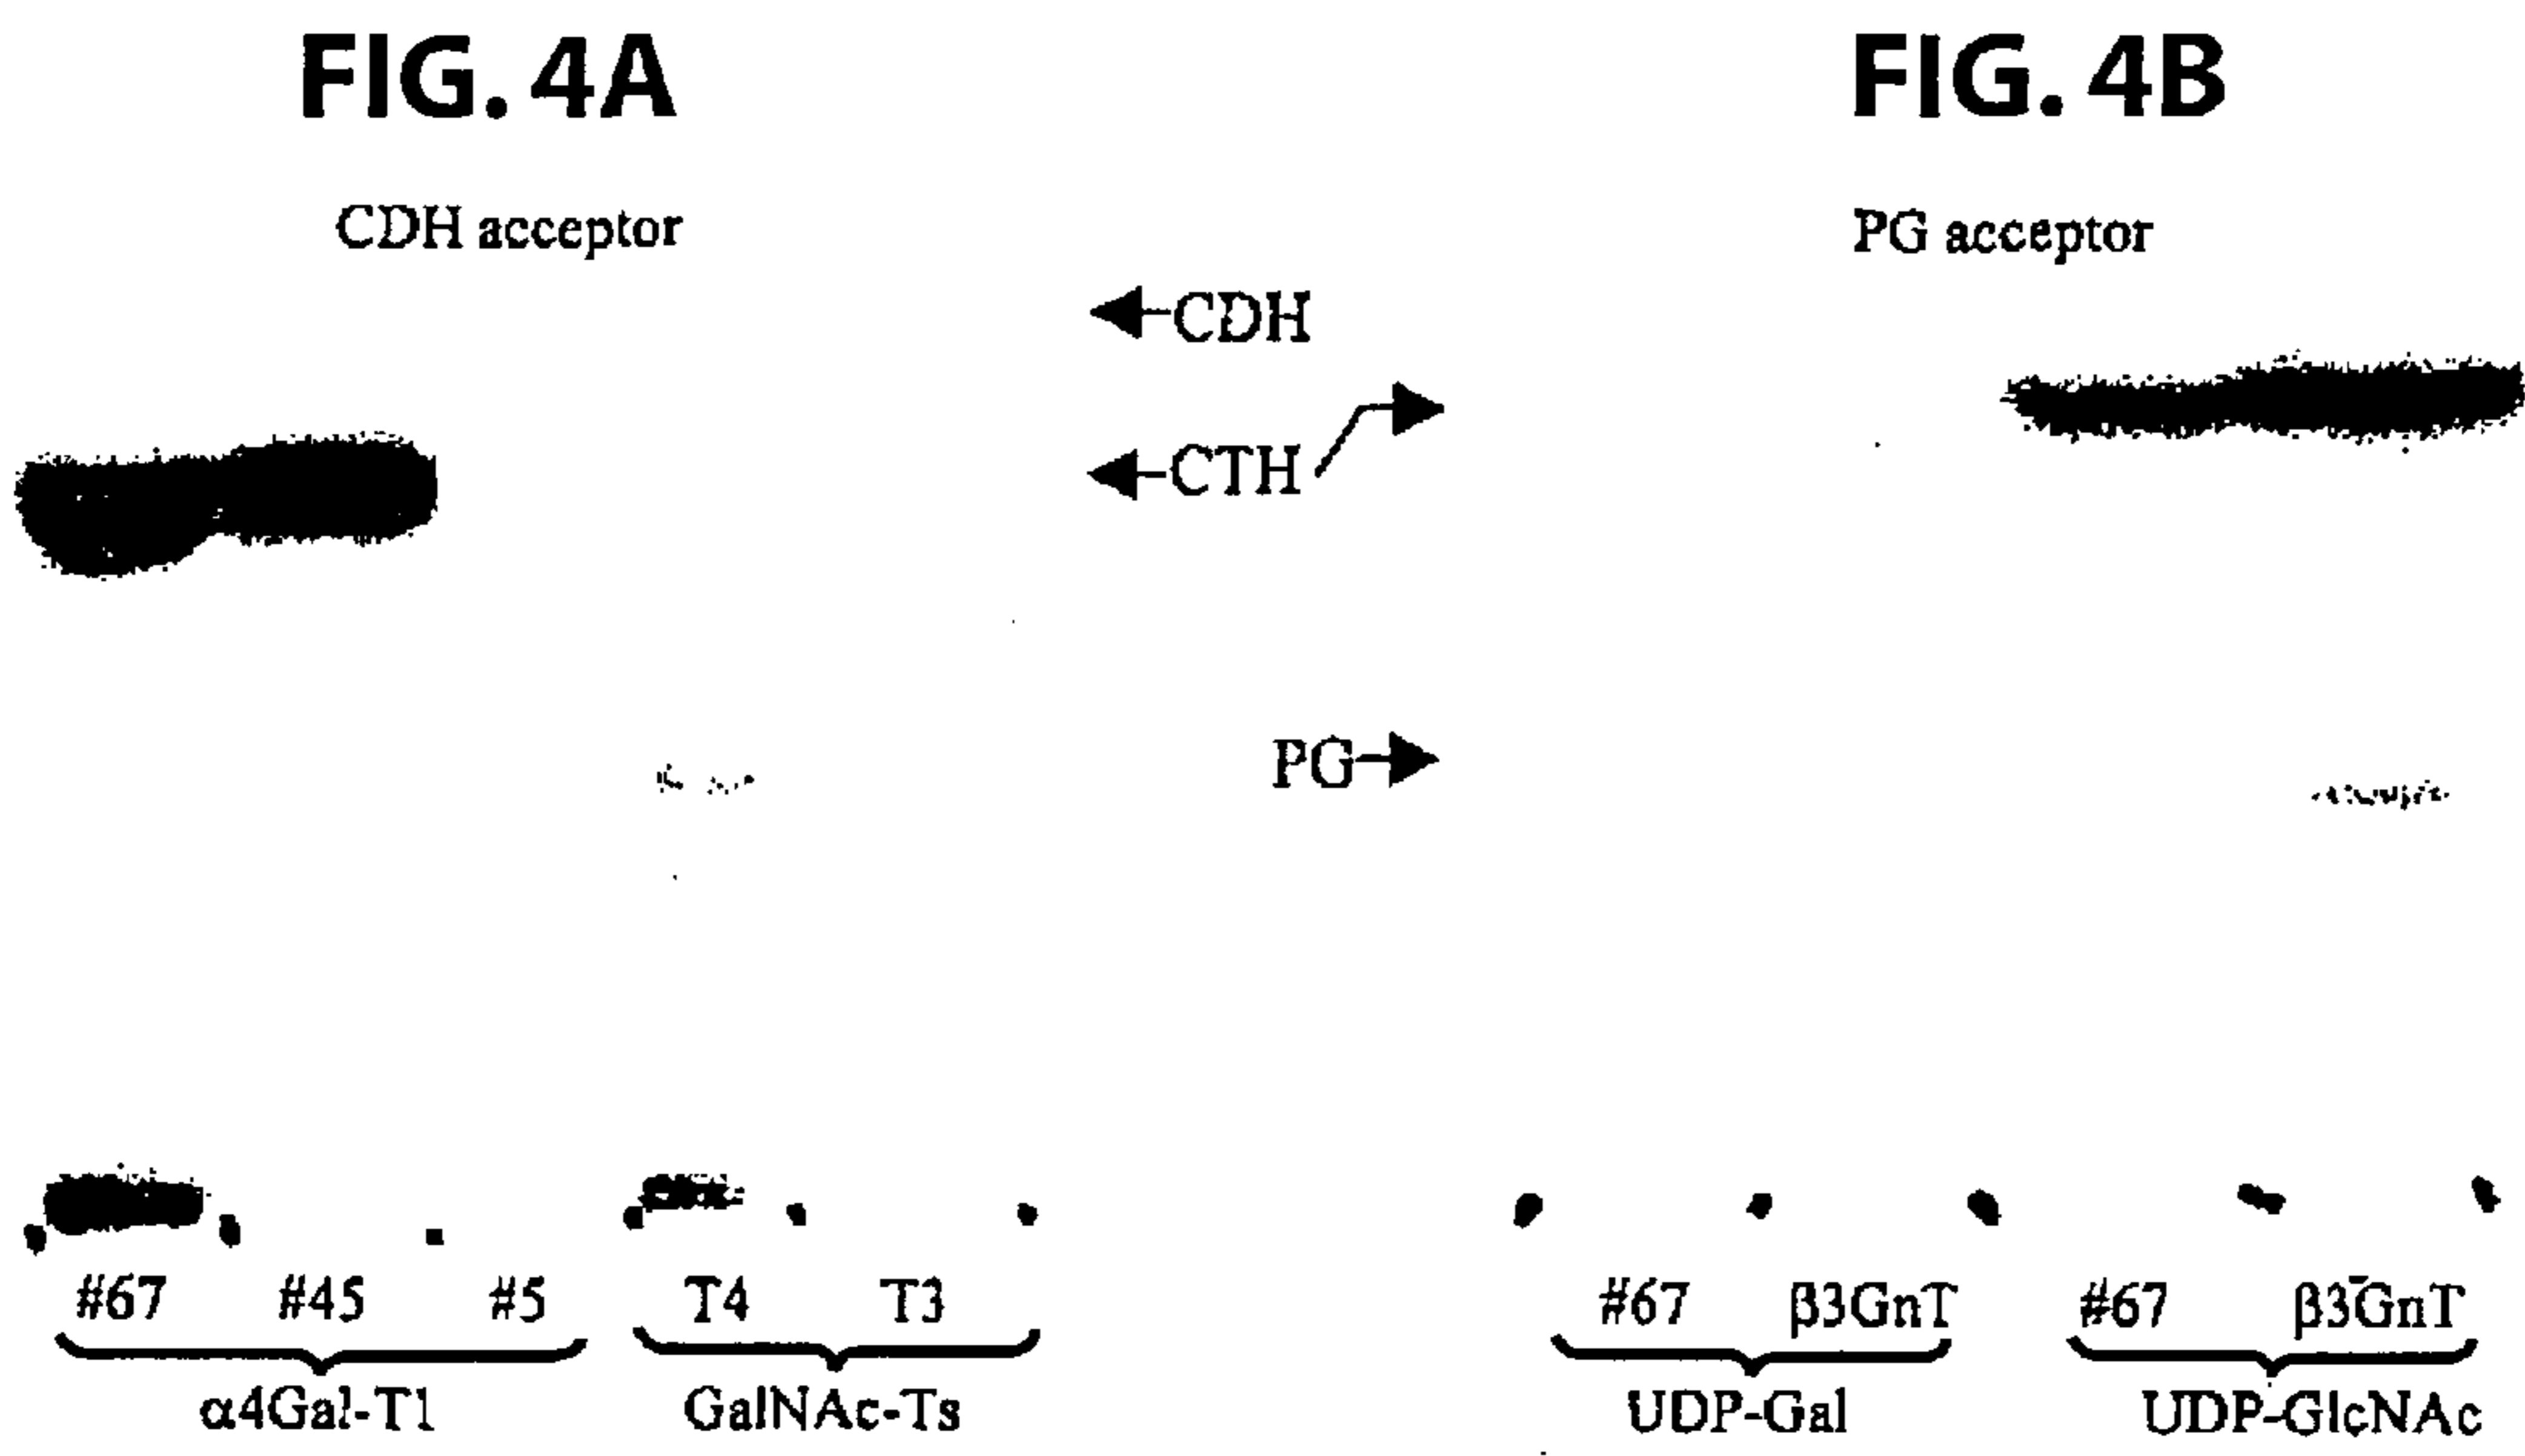 FIG. 4A
FIG. 4B
CDH acceptor
PG acceptor
CDH
CTH
PG
#67 #45 #5 T4 T3 #67 β3GnT #67 β3GnT
α4Gal-T1 GalNAc-Ts UDP-Gal UDP-GlcNAc